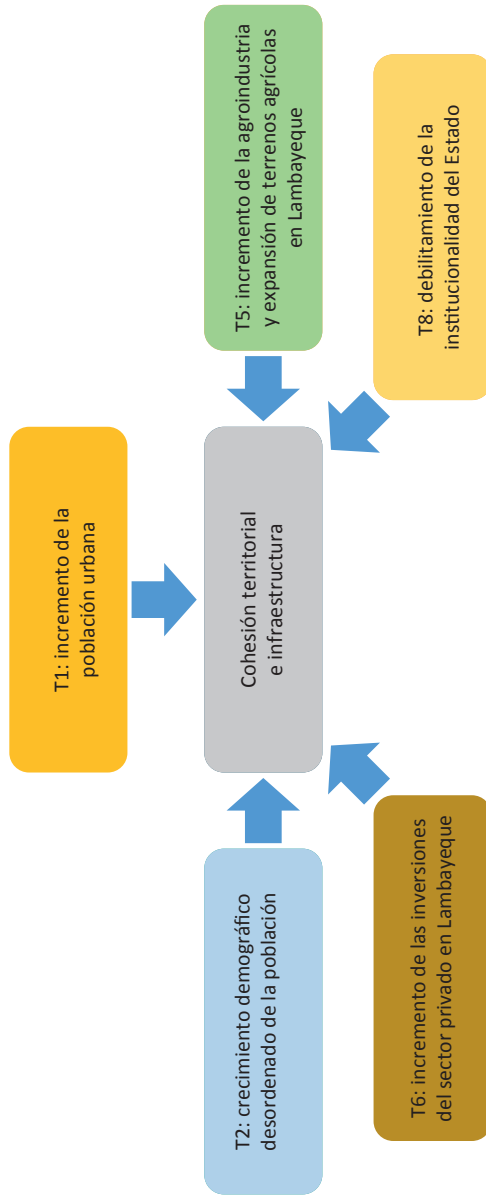 T1: incremento de la
población urbana
T2: crecimiento demográfico
desordenado de la población
Cohesión territorial
e infraestructura
T5: incremento de la agroindustria
y expansión de terrenos agrícolas
en Lambayeque
T6: incremento de las inversiones
del sector privado en Lambayeque
T8: debilitamiento de la
institucionalidad del Estado